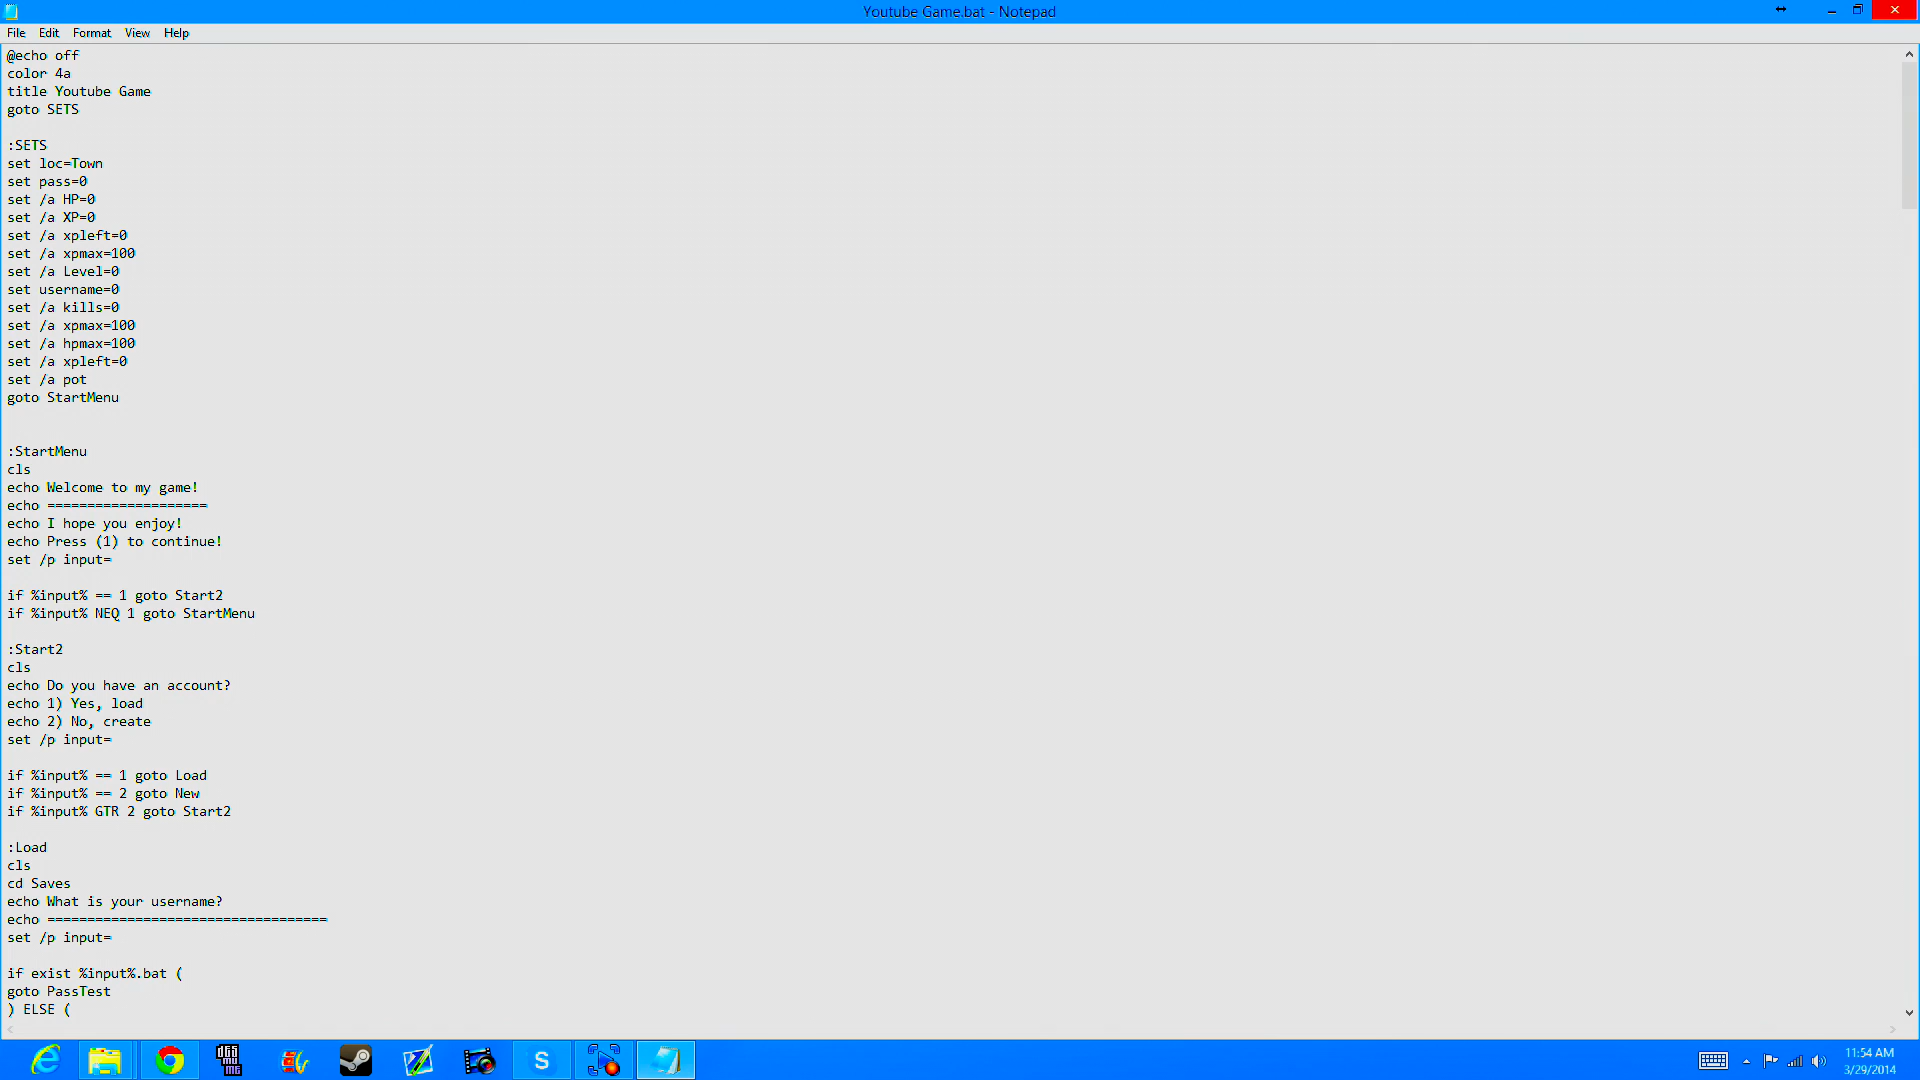 Youtube Game.bat - Notepad
File Edit Format View Help
@echo off
color 4a
title Youtube Game
goto SETS

:SETS
set loc=Town
set pass=0
set /a HP=0
set /a XP=0
set /a xpleft=0
set /a xpmax=100
set /a Level=0
set username=0
set /a kills=0
set /a xpmax=100
set /a hpmax=100
set /a xpleft=0
set /a pot
goto StartMenu

:StartMenu
cls
echo Welcome to my game!
echo ====================
echo I hope you enjoy!
echo Press (1) to continue!
set /p input=

if %input% == 1 goto Start2
if %input% NEQ 1 goto StartMenu

:Start2
cls
echo Do you have an account?
echo 1) Yes, load
echo 2) No, create
set /p input=

if %input% == 1 goto Load
if %input% == 2 goto New
if %input% GTR 2 goto Start2

:Load
cls
cd Saves
echo What is your username?
echo ===================================
set /p input=

if exist %input%.bat (
goto PassTest
) ELSE (
11:54 AM
3/29/2014